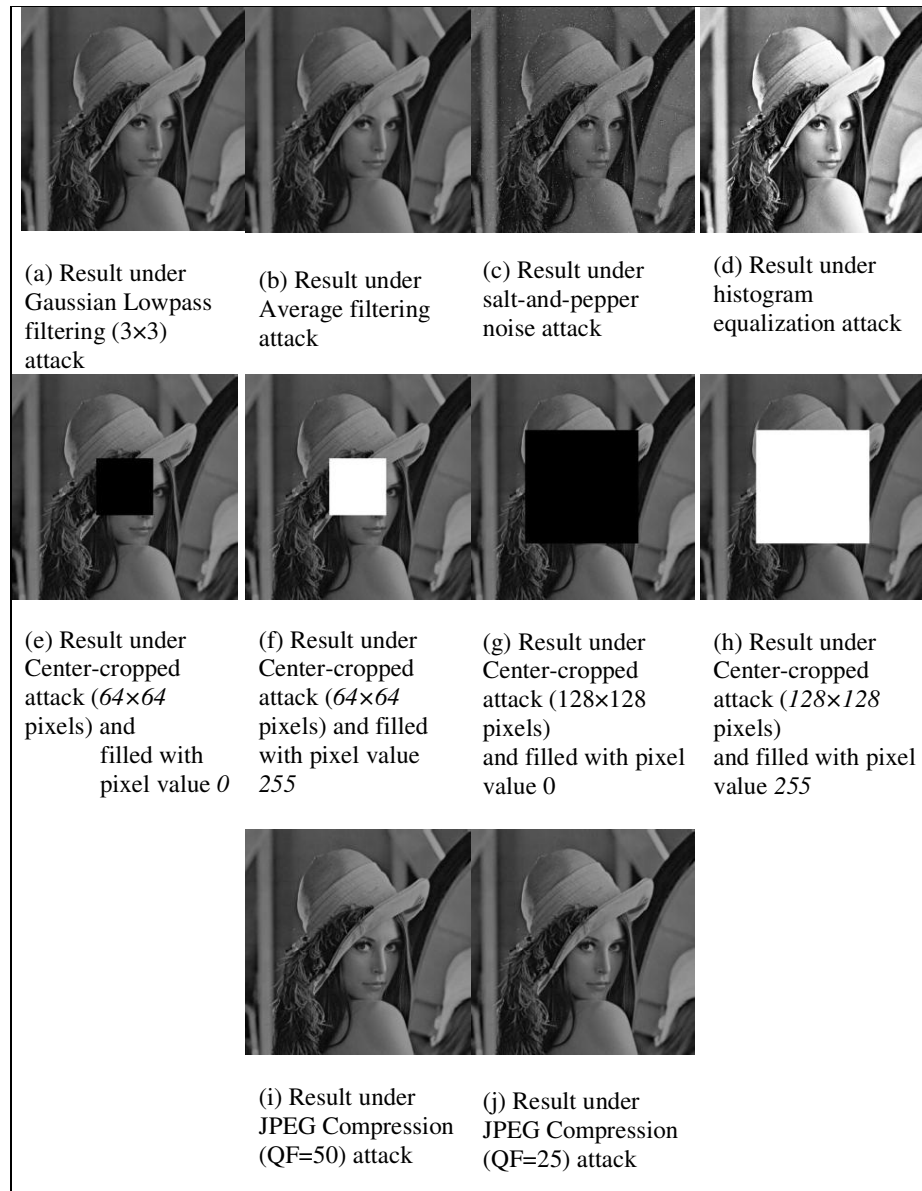 (a) Result under
Gaussian Lowpass
filtering (3×3)
attack
(b) Result under
Average filtering
attack
(c) Result under
salt-and-pepper
noise attack
(d) Result under
histogram
equalization attack
(e) Result under
Center-cropped
attack (64×64
pixels) and
filled with
pixel value 0
(f) Result under
Center-cropped
attack (64×64
pixels) and filled
with pixel value
255
(g) Result under
Center-cropped
attack (128×128
pixels)
and filled with pixel
value 0
(h) Result under
Center-cropped
attack (128×128
pixels)
and filled with pixel
value 255
(i) Result under
JPEG Compression
(QF=50) attack
(j) Result under
JPEG Compression
(QF=25) attack